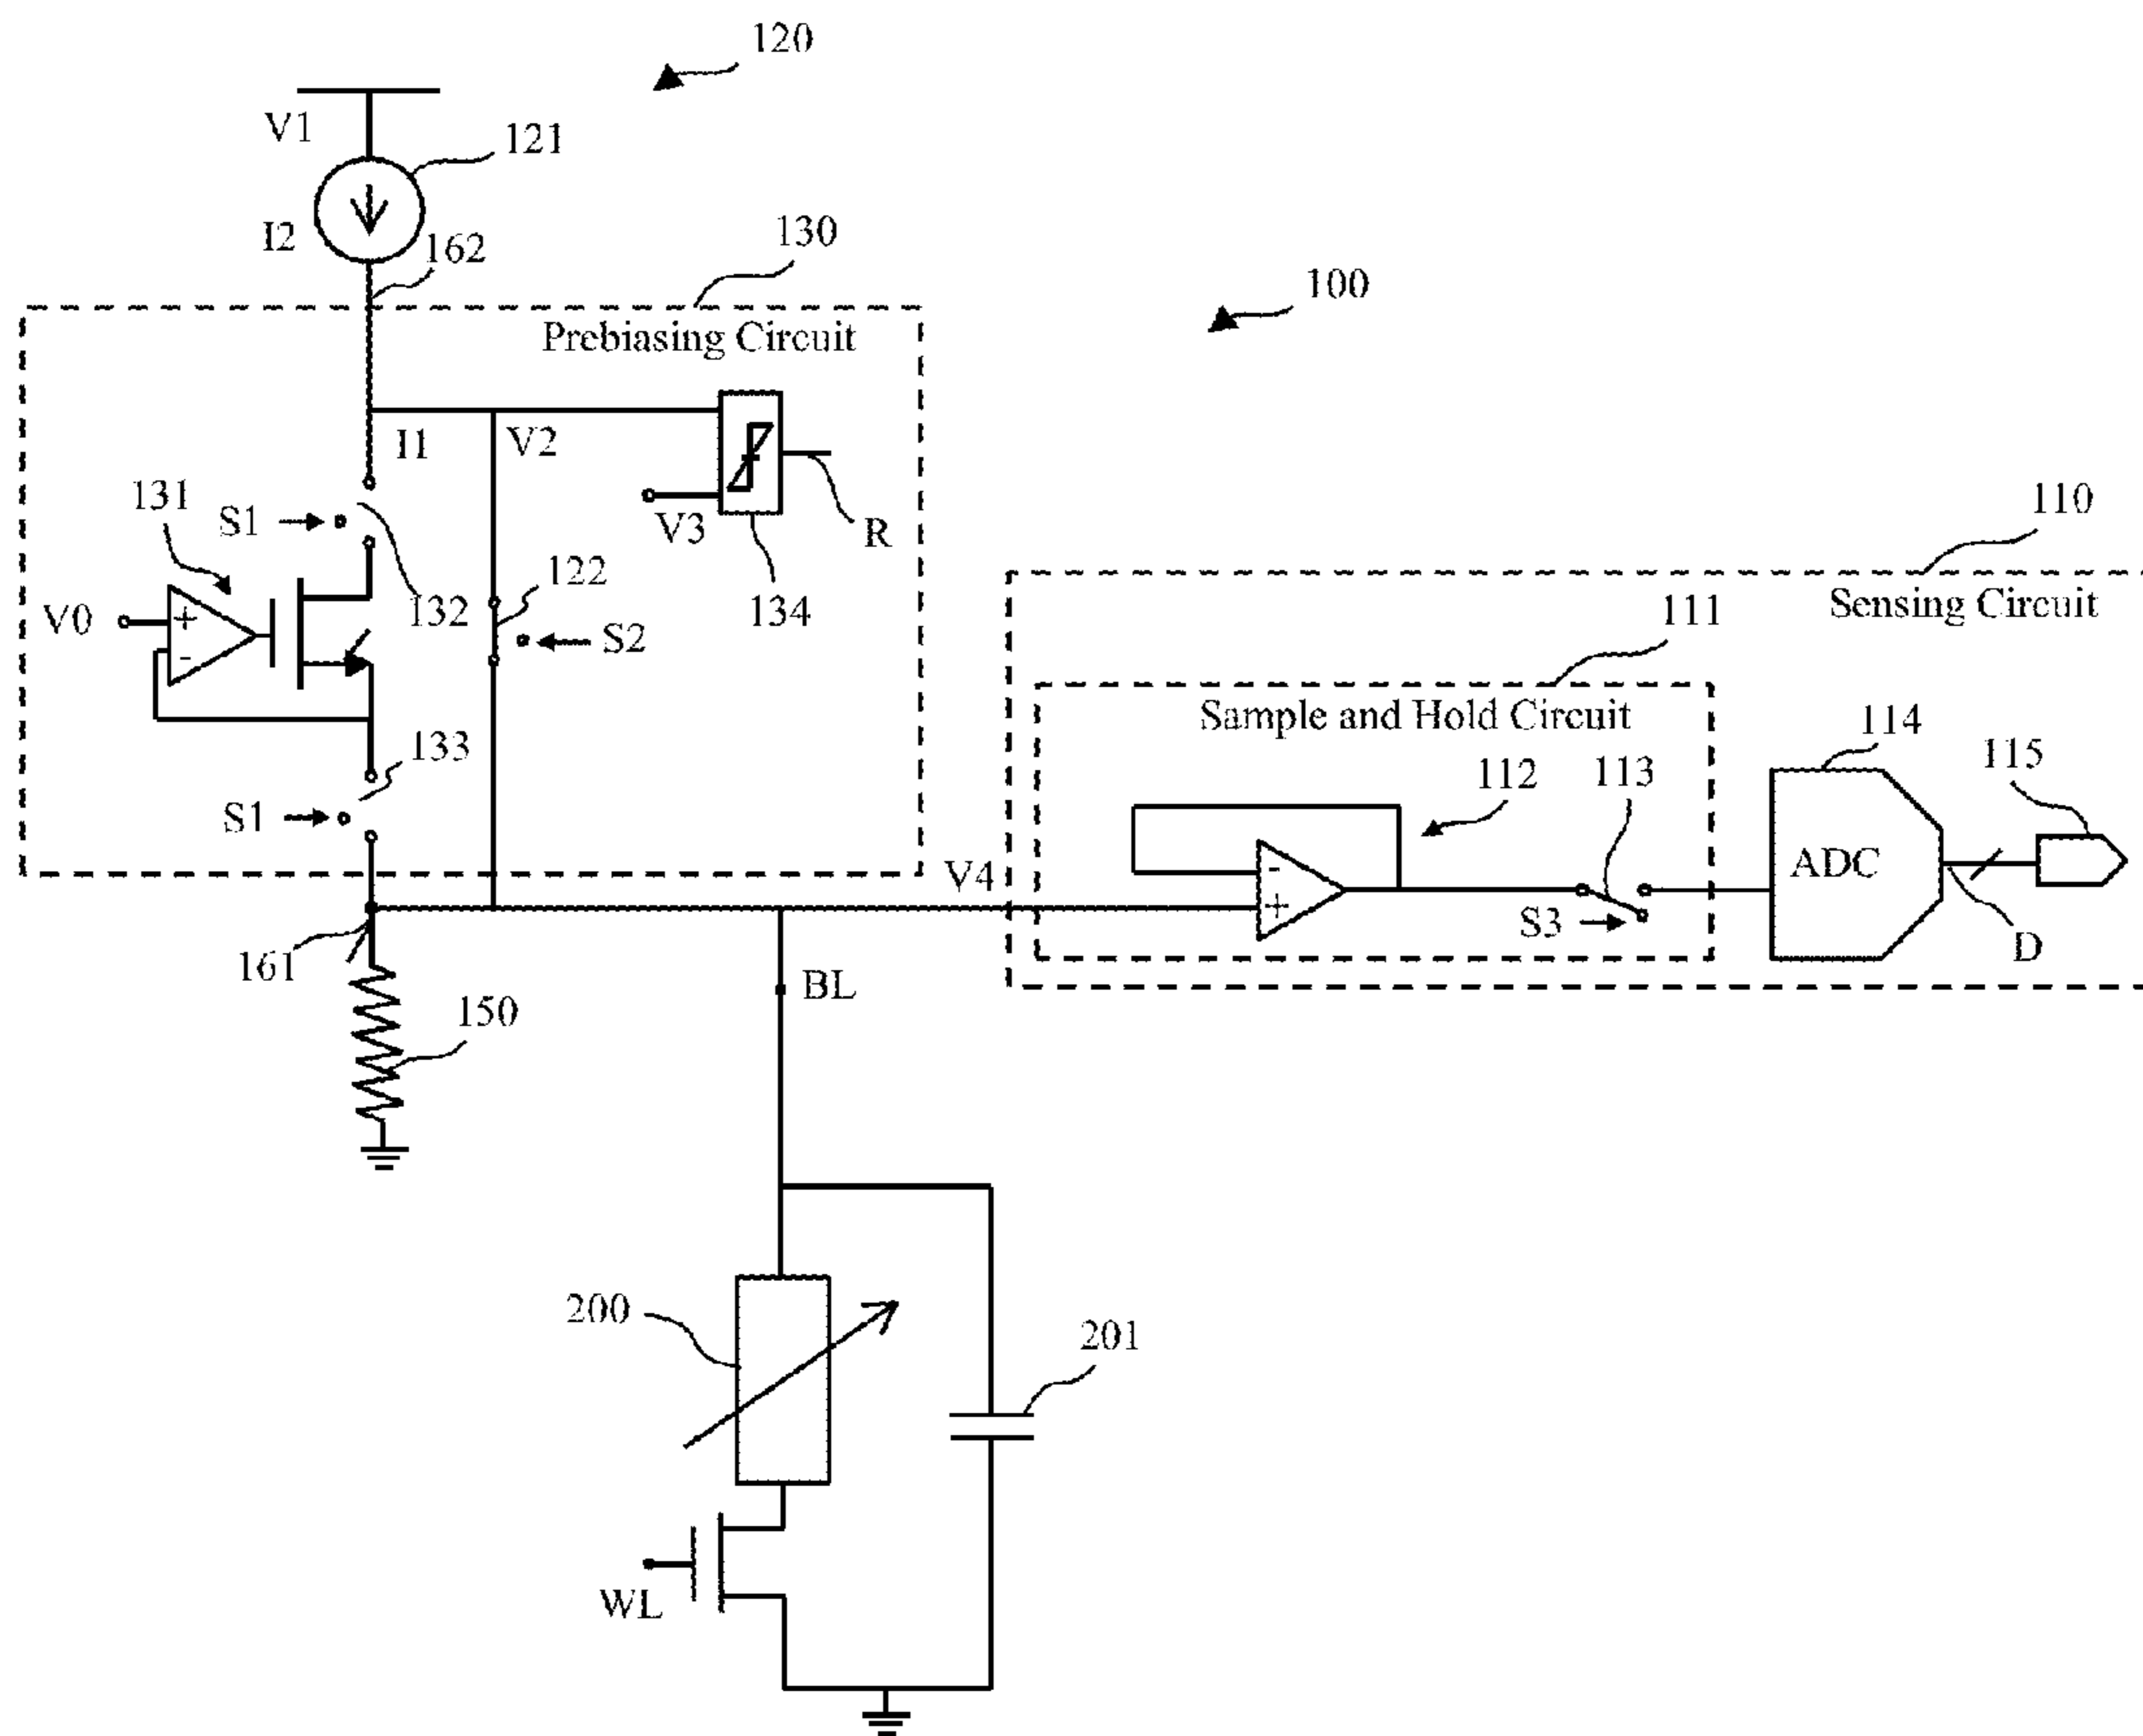 120
V1
121
I2
162
130
Prebiasing Circuit
100
I1
V2
131
S1
V3
R
110
122
132
134
Sensing Circuit
V0
+
-
S2
111
Sample and Hold Circuit
114
133
112
113
115
S1
V4
-
+
ADC
S3
D
161
BL
150
200
201
WL